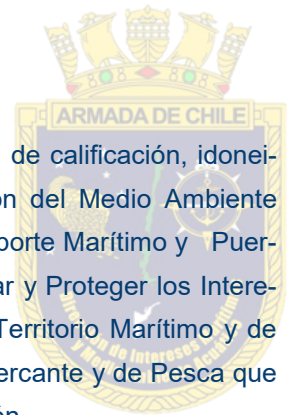 ARMADA DE CHILE
de calificación, idonei-
ón del Medio Ambiente
porte Marítimo y Puer-
ar y Proteger los Intere-
Territorio Marítimo y de
ercante y de Pesca que